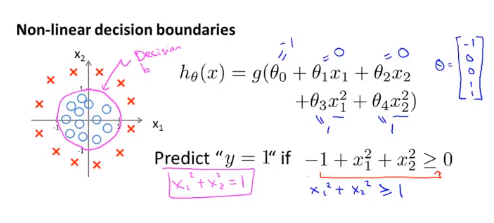 Non-linear decision boundaries
x₂
Decision
b
1
-1
1
x₁
-1
-1
= 0
= 0
h_θ(x) = g(θ₀ + θ₁x₁ + θ₂x₂
+θ₃x₁² + θ₄x₂²)
1
1
θ = [-1 0 0 1 1]
Predict "y = 1" if −1 + x₁² + x₂² ≥ 0
x₁² + x₂² = 1
x₁² + x₂² ≥ 1